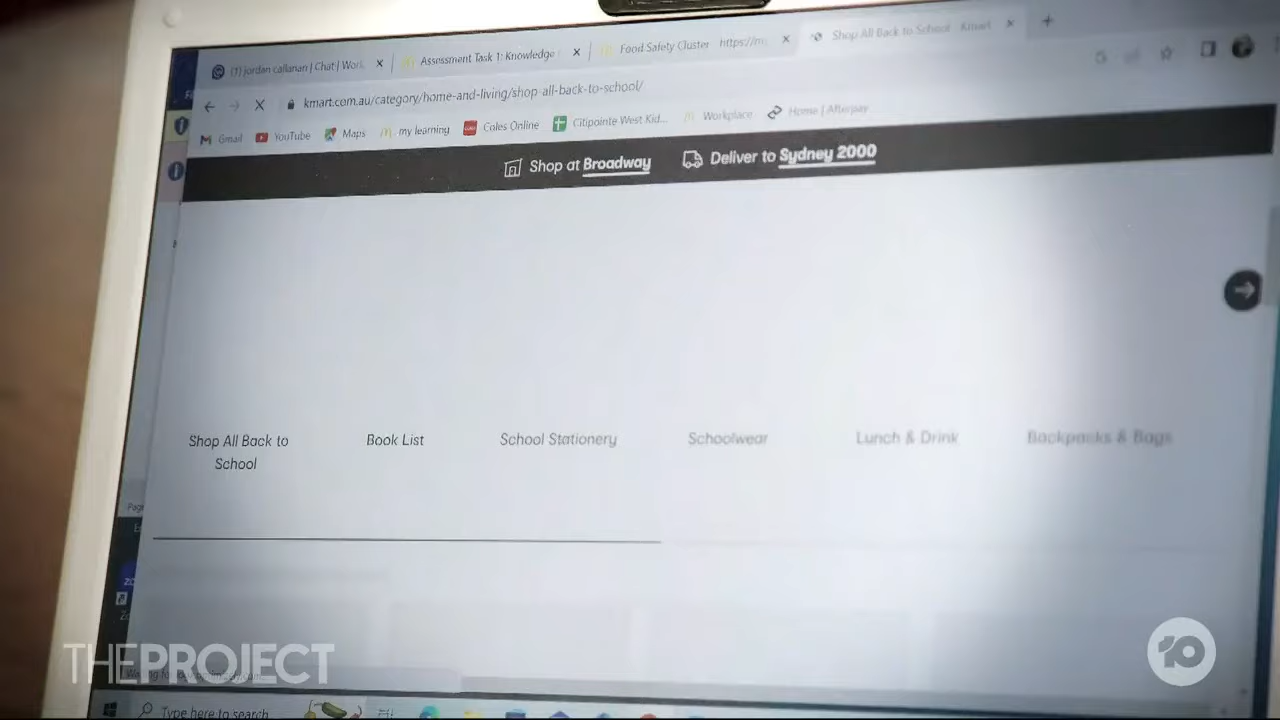 (1) jordan callanan | Chat | Work
Assessment Task 1: Knowledge
Food Safety Cluster
https://m
Shop All Back to School - Kmart
kmart.com.au/category/home-and-living/shop-all-back-to-school/
Gmail
YouTube
Maps
my learning
Coles Online
Citipointe West Kid...
Workplace
Home | Afterpay
Shop at Broadway
Deliver to Sydney 2000
Shop All Back to
School
Book List
School Stationery
Schoolwear
Lunch & Drink
Backpacks & Bags
THEPROJECT
10
Type here to search